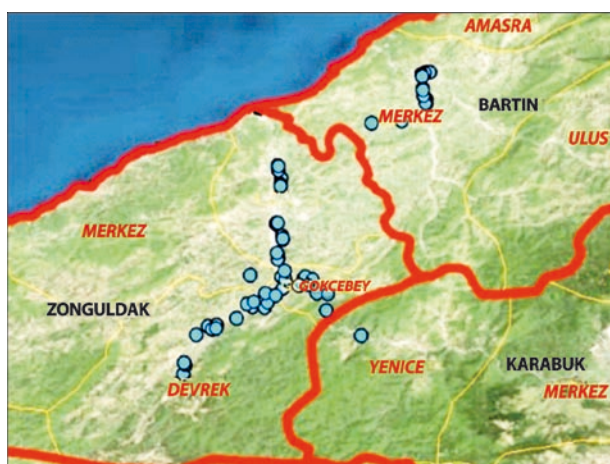 AMASRA
MERKEZ
BARTIN
ULUS
MERKEZ
GOKCEBEY
ZONGULDAK
DEVREK
YENICE
KARABUK
MERKEZ